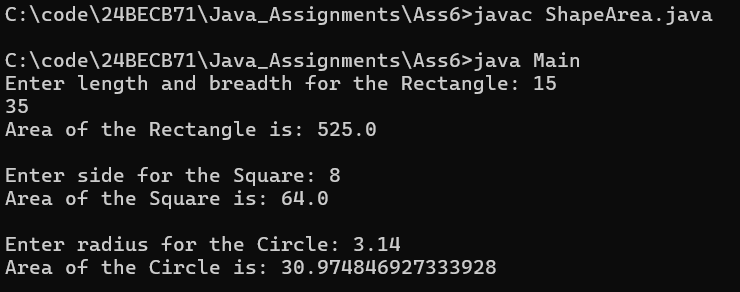 C:\code\24BECB71\Java_Assignments\Ass6>javac ShapeArea.java
C:\code\24BECB71\Java_Assignments\Ass6>java Main
Enter length and breadth for the Rectangle: 15
35
Area of the Rectangle is: 525.0
Enter side for the Square: 8
Area of the Square is: 64.0
Enter radius for the Circle: 3.14
Area of the Circle is: 30.974846927333928